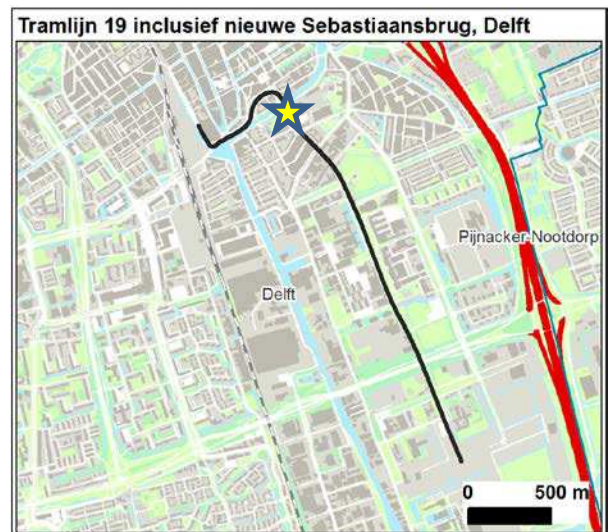 Tramlijn 19 inclusief nieuwe Sebastiaansbrug, Delft
Pijnacker-Nootdorp
Delft
0 500 m